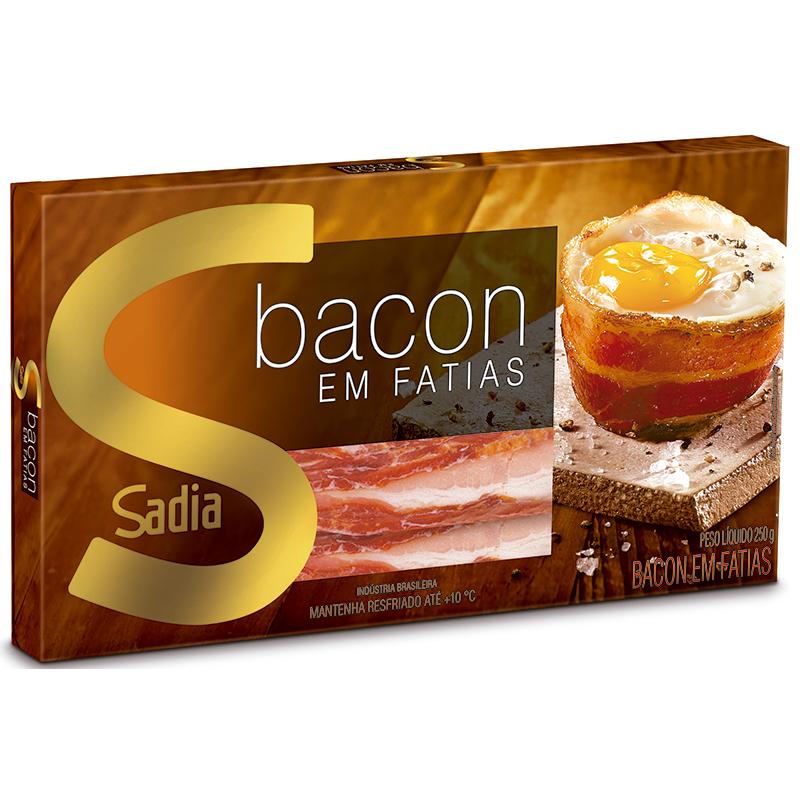 bacon
EM FATIAS
Sadia
INDÚSTRIA BRASILEIRA
MANTENHA RESFRIADO ATÉ +10 °C
PESO LÍQUIDO 250 g
BACON EM FATIAS
S
bacon
EM FATIAS